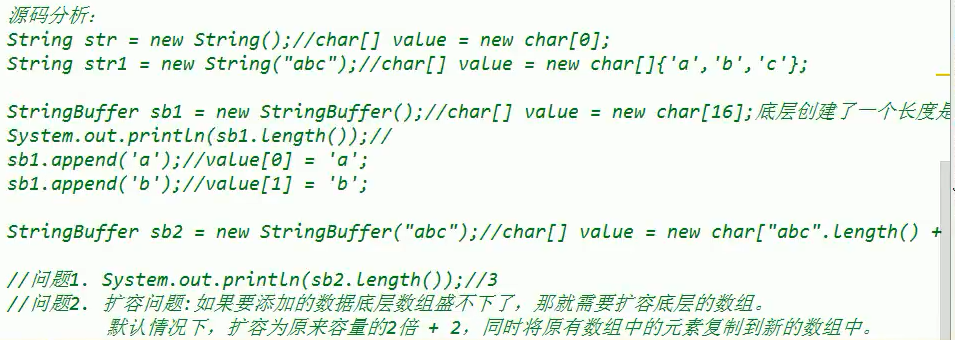 源码分析：
String str = new String();//char[] value = new char[0];
String str1 = new String("abc");//char[] value = new char[]{'a','b','c'};
StringBuffer sb1 = new StringBuffer();//char[] value = new char[16];底层创建了一个长度是
System.out.println(sb1.length());//
sb1.append('a');//value[0] = 'a';
sb1.append('b');//value[1] = 'b';
StringBuffer sb2 = new StringBuffer("abc");//char[] value = new char["abc".length() +
//问题1. System.out.println(sb2.length());//3
//问题2. 扩容问题:如果要添加的数据底层数组盛不下了，那就需要扩容底层的数组。
默认情况下，扩容为原来容量的2倍 + 2，同时将原有数组中的元素复制到新的数组中。